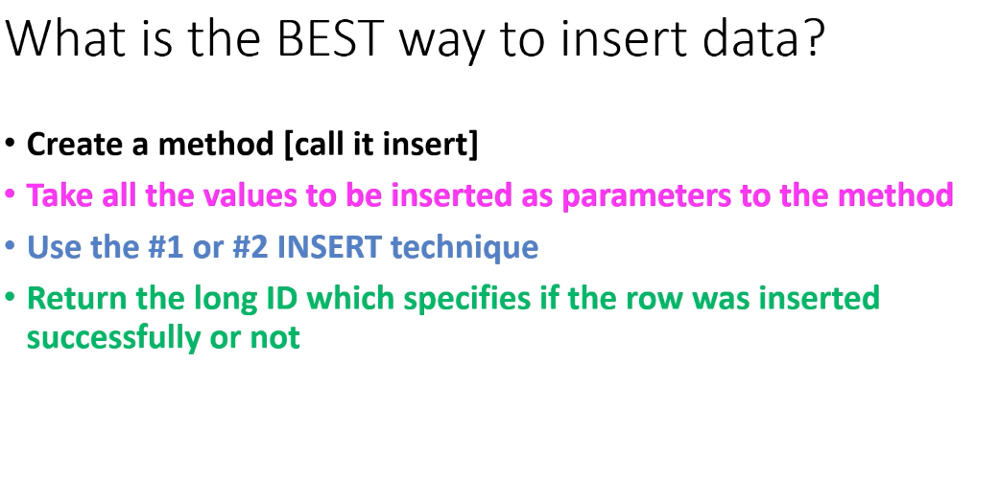 What is the BEST way to insert data?
• Create a method [call it insert]
• Take all the values to be inserted as parameters to the method
• Use the #1 or #2 INSERT technique
• Return the long ID which specifies if the row was inserted
successfully or not